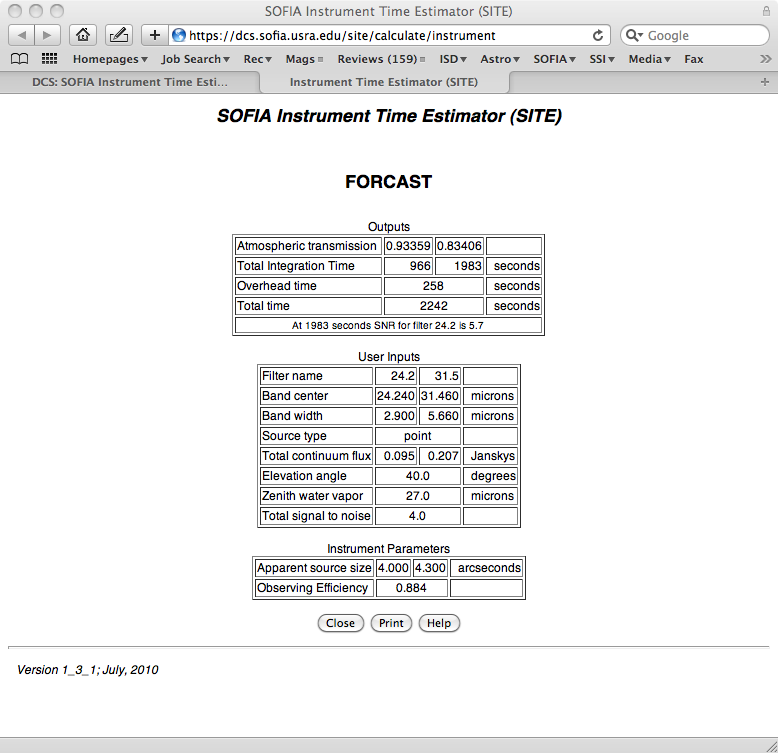 SOFIA Instrument Time Estimator (SITE)
https://dcs.sofia.usra.edu/site/calculate/instrument
Google
Homepages Job Search Rec Mags Reviews (159) ISD Astro SOFIA SSI Media Fax
DCS: SOFIA Instrument Time Esti... Instrument Time Estimator (SITE)
SOFIA Instrument Time Estimator (SITE)
FORCAST
Outputs
Atmospheric transmission 0.93359 0.83406
Total Integration Time 966 1983 seconds
Overhead time 258 seconds
Total time 2242 seconds
At 1983 seconds SNR for filter 24.2 is 5.7
User Inputs
Filter name 24.2 31.5
Band center 24.240 31.460 microns
Band width 2.900 5.660 microns
Source type point
Total continuum flux 0.095 0.207 Janskys
Elevation angle 40.0 degrees
Zenith water vapor 27.0 microns
Total signal to noise 4.0
Instrument Parameters
Apparent source size 4.000 4.300 arcseconds
Observing Efficiency 0.884
Close Print Help
Version 1_3_1; July, 2010